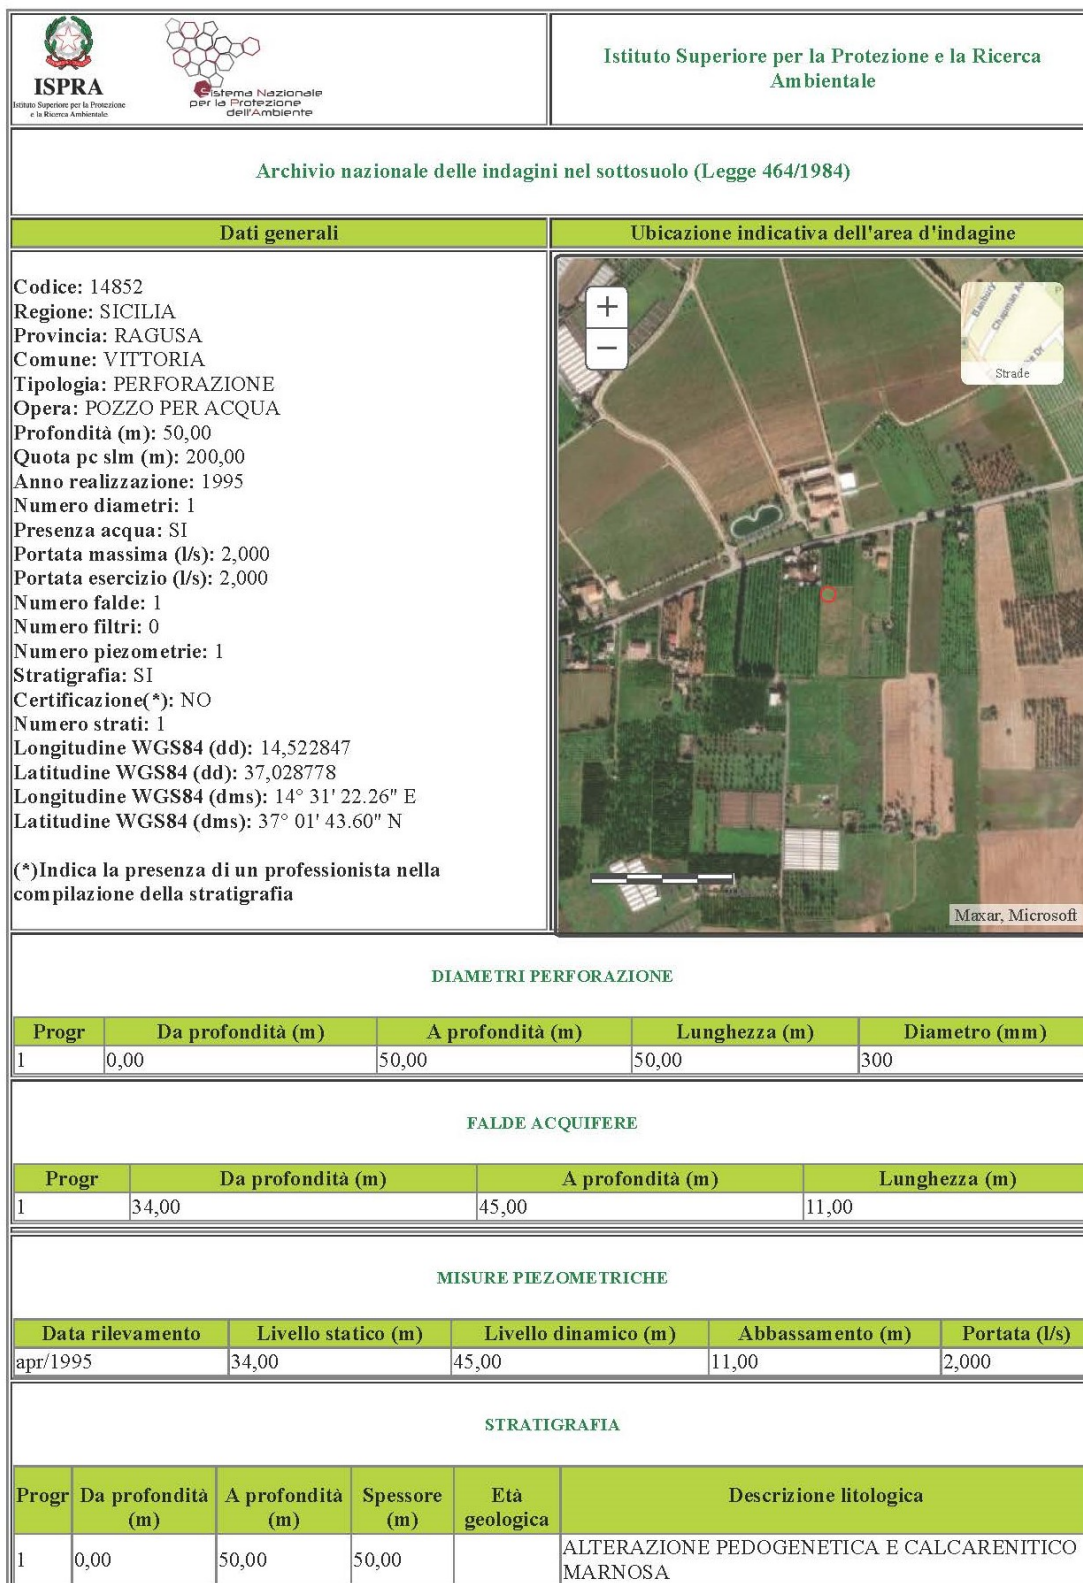 ISPRA
Istituto Superiore per la Protezione
e la Ricerca Ambientale
Sistema Nazionale
per la Protezione
dell'Ambiente
Istituto Superiore per la Protezione e la Ricerca
Ambientale
Archivio nazionale delle indagini nel sottosuolo (Legge 464/1984)
Dati generali
Ubicazione indicativa dell'area d'indagine
Codice: 14852
Regione: SICILIA
Provincia: RAGUSA
Comune: VITTORIA
Tipologia: PERFORAZIONE
Opera: POZZO PER ACQUA
Profondità (m): 50,00
Quota pc slm (m): 200,00
Anno realizzazione: 1995
Numero diametri: 1
Presenza acqua: SI
Portata massima (l/s): 2,000
Portata esercizio (l/s): 2,000
Numero falde: 1
Numero filtri: 0
Numero piezometrie: 1
Stratigrafia: SI
Certificazione(*): NO
Numero strati: 1
Longitudine WGS84 (dd): 14,522847
Latitudine WGS84 (dd): 37,028778
Longitudine WGS84 (dms): 14° 31' 22.26" E
Latitudine WGS84 (dms): 37° 01' 43.60" N
(*)Indica la presenza di un professionista nella
compilazione della stratigrafia
+
−
Banbury
Chapman Av
P
Dr
Strade
Maxar, Microsoft
DIAMETRI PERFORAZIONE
Progr Da profondità (m) A profondità (m) Lunghezza (m) Diametro (mm)
1 0,00 50,00 50,00 300
FALDE ACQUIFERE
Progr Da profondità (m) A profondità (m) Lunghezza (m)
1 34,00 45,00 11,00
MISURE PIEZOMETRICHE
Data rilevamento Livello statico (m) Livello dinamico (m) Abbassamento (m) Portata (l/s)
apr/1995 34,00 45,00 11,00 2,000
STRATIGRAFIA
Progr Da profondità (m) A profondità (m) Spessore (m) Età geologica Descrizione litologica
1 0,00 50,00 50,00 ALTERAZIONE PEDOGENETICA E CALCARENITICO
MARNOSA